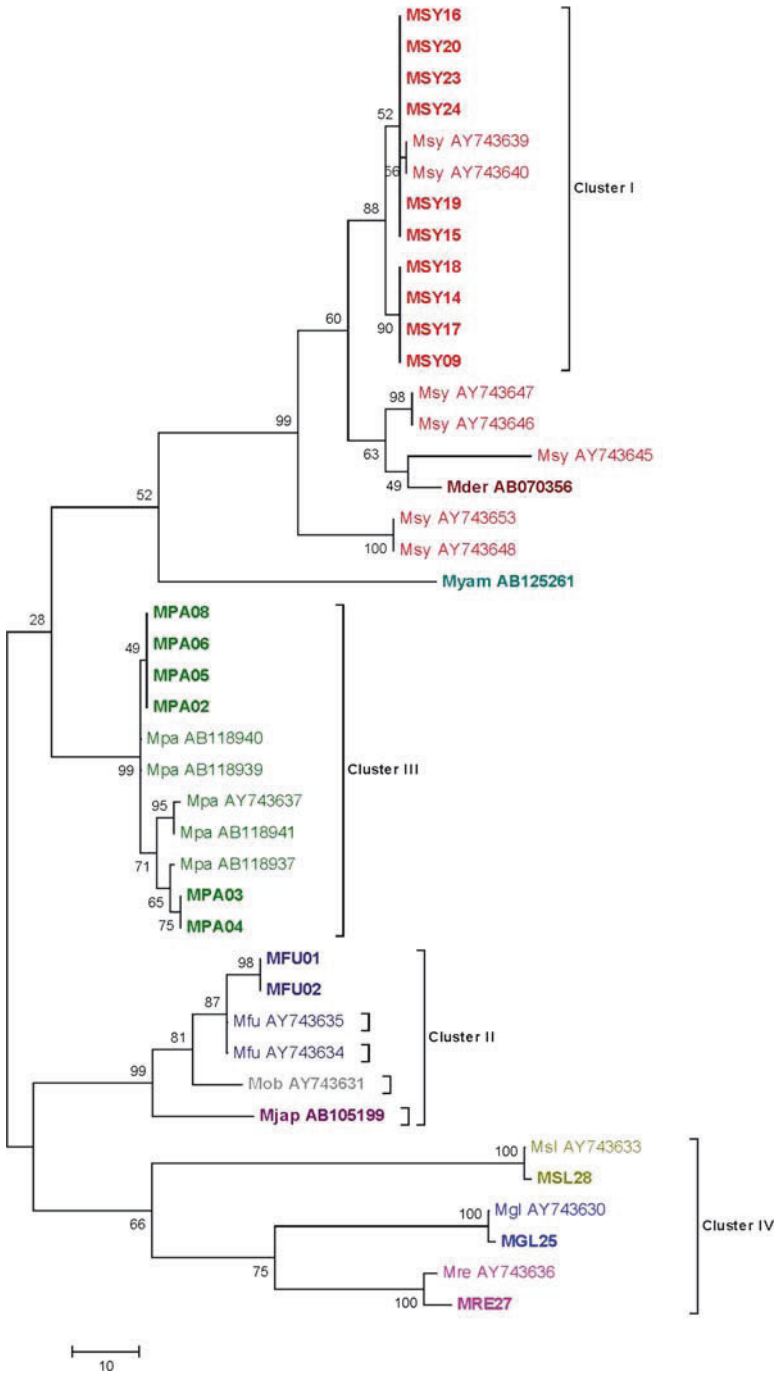 MSY16
MSY20
MSY23
MSY24
52
Msy AY743639
56
Msy AY743640
Cluster I
MSY19
88
MSY15
MSY18
MSY14
60
90
MSY17
MSY09
98
Msy AY743647
Msy AY743646
99
63
Msy AY743645
49
Mder AB070356
52
Msy AY743653
100
Msy AY743648
Myam AB125261
28
MPA08
49
MPA06
MPA05
MPA02
Mpa AB118940
99
Mpa AB118939
Cluster III
95
Mpa AY743637
Mpa AB118941
71
Mpa AB118937
65
MPA03
75
MPA04
98
MFU01
MFU02
87
Mfu AY743635
Cluster II
81
Mfu AY743634
99
Mob AY743631
Mjap AB105199
100
Msl AY743633
MSL28
66
100
Mgl AY743630
Cluster IV
MGL25
75
Mre AY743636
100
MRE27
10